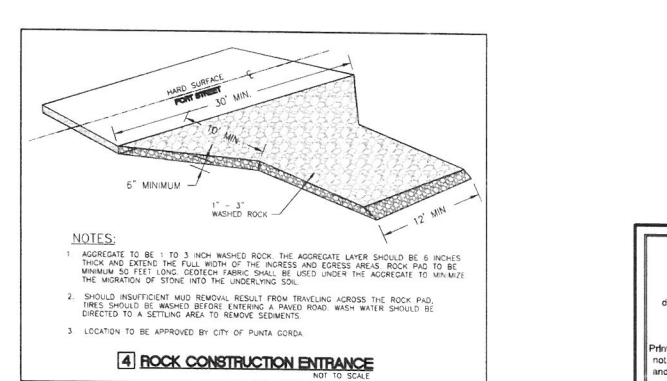 HARD SURFACE
FORT STREET
30' MIN.
10' MIN.
6" MINIMUM
1" - 3"
WASHED ROCK
12' MIN
NOTES:
1. AGGREGATE TO BE 1 TO 3 INCH WASHED ROCK. THE AGGREGATE LAYER SHOULD BE 6 INCHES
THICK AND EXTEND THE FULL WIDTH OF THE INGRESS AND EGRESS AREAS. ROCK PAD TO BE
MINIMUM 50 FEET LONG. GEOTECH FABRIC SHALL BE USED UNDER THE AGGREGATE TO MINIMIZE
THE MIGRATION OF STONE INTO THE UNDERLYING SOIL.
2. SHOULD INSUFFICIENT MUD REMOVAL RESULT FROM TRAVELING ACROSS THE ROCK PAD,
TIRES SHOULD BE WASHED BEFORE ENTERING A PAVED ROAD. WASH WATER SHOULD BE
DIRECTED TO A SETTLING AREA TO REMOVE SEDIMENTS.
3 LOCATION TO BE APPROVED BY CITY OF PUNTA GORDA.
4 ROCK CONSTRUCTION ENTRANCE
NOT TO SCALE
d
Prin
not
and